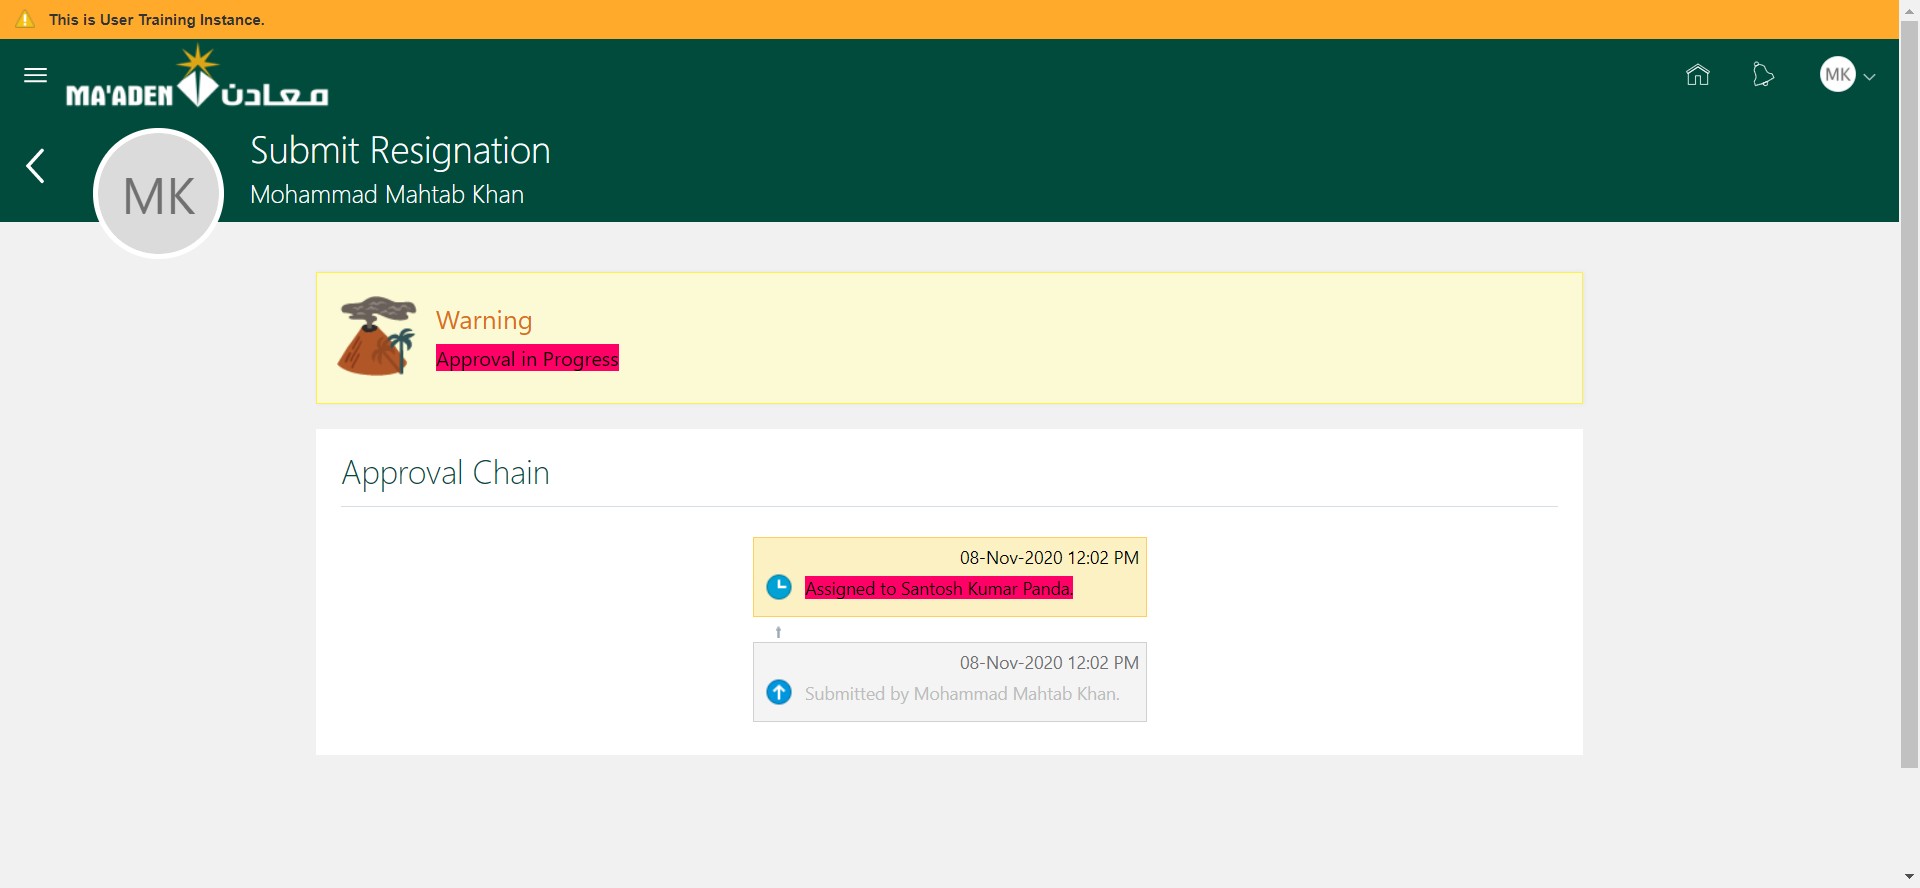 This is User Training Instance.
MA'ADEN معادن
MK
Submit Resignation
MK
Mohammad Mahtab Khan
Warning
Approval in Progress
Approval Chain
08-Nov-2020 12:02 PM
Assigned to Santosh Kumar Panda.
08-Nov-2020 12:02 PM
Submitted by Mohammad Mahtab Khan.